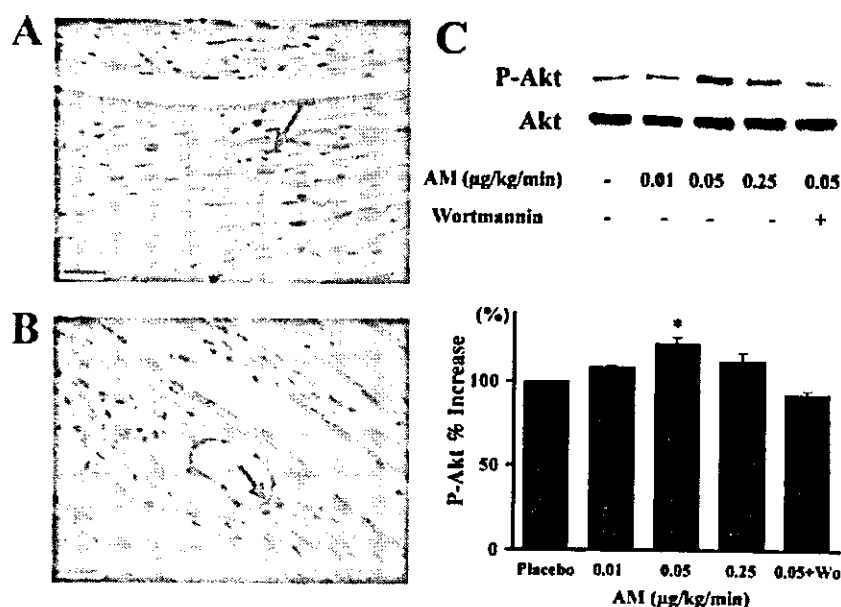 A
B
C
P-Akt
Akt
AM (µg/kg/min) - 0.01 0.05 0.25 0.05
Wortmannin - - - - +
(%)
*
P-Akt % Increase
100
50
0
Placebo 0.01 0.05 0.25 0.05+Wo
AM (µg/kg/min)